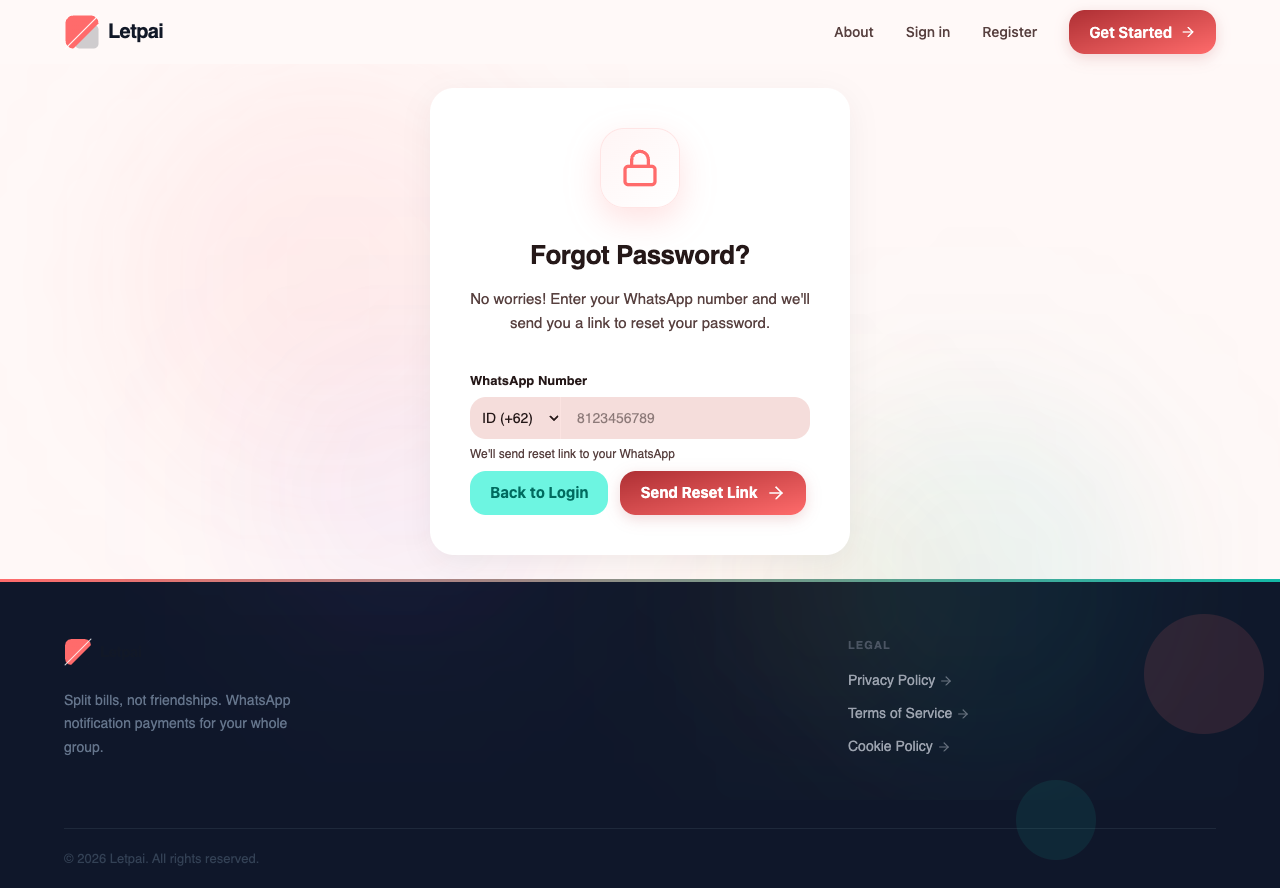 Letpai
About
Sign in
Register
Get Started
Forgot Password?
No worries! Enter your WhatsApp number and we'll
send you a link to reset your password.
WhatsApp Number
ID (+62)
8123456789
We'll send reset link to your WhatsApp
Back to Login
Send Reset Link
Split bills, not friendships. WhatsApp
notification payments for your whole
group.
LEGAL
Privacy Policy
Terms of Service
Cookie Policy
© 2026 Letpai. All rights reserved.